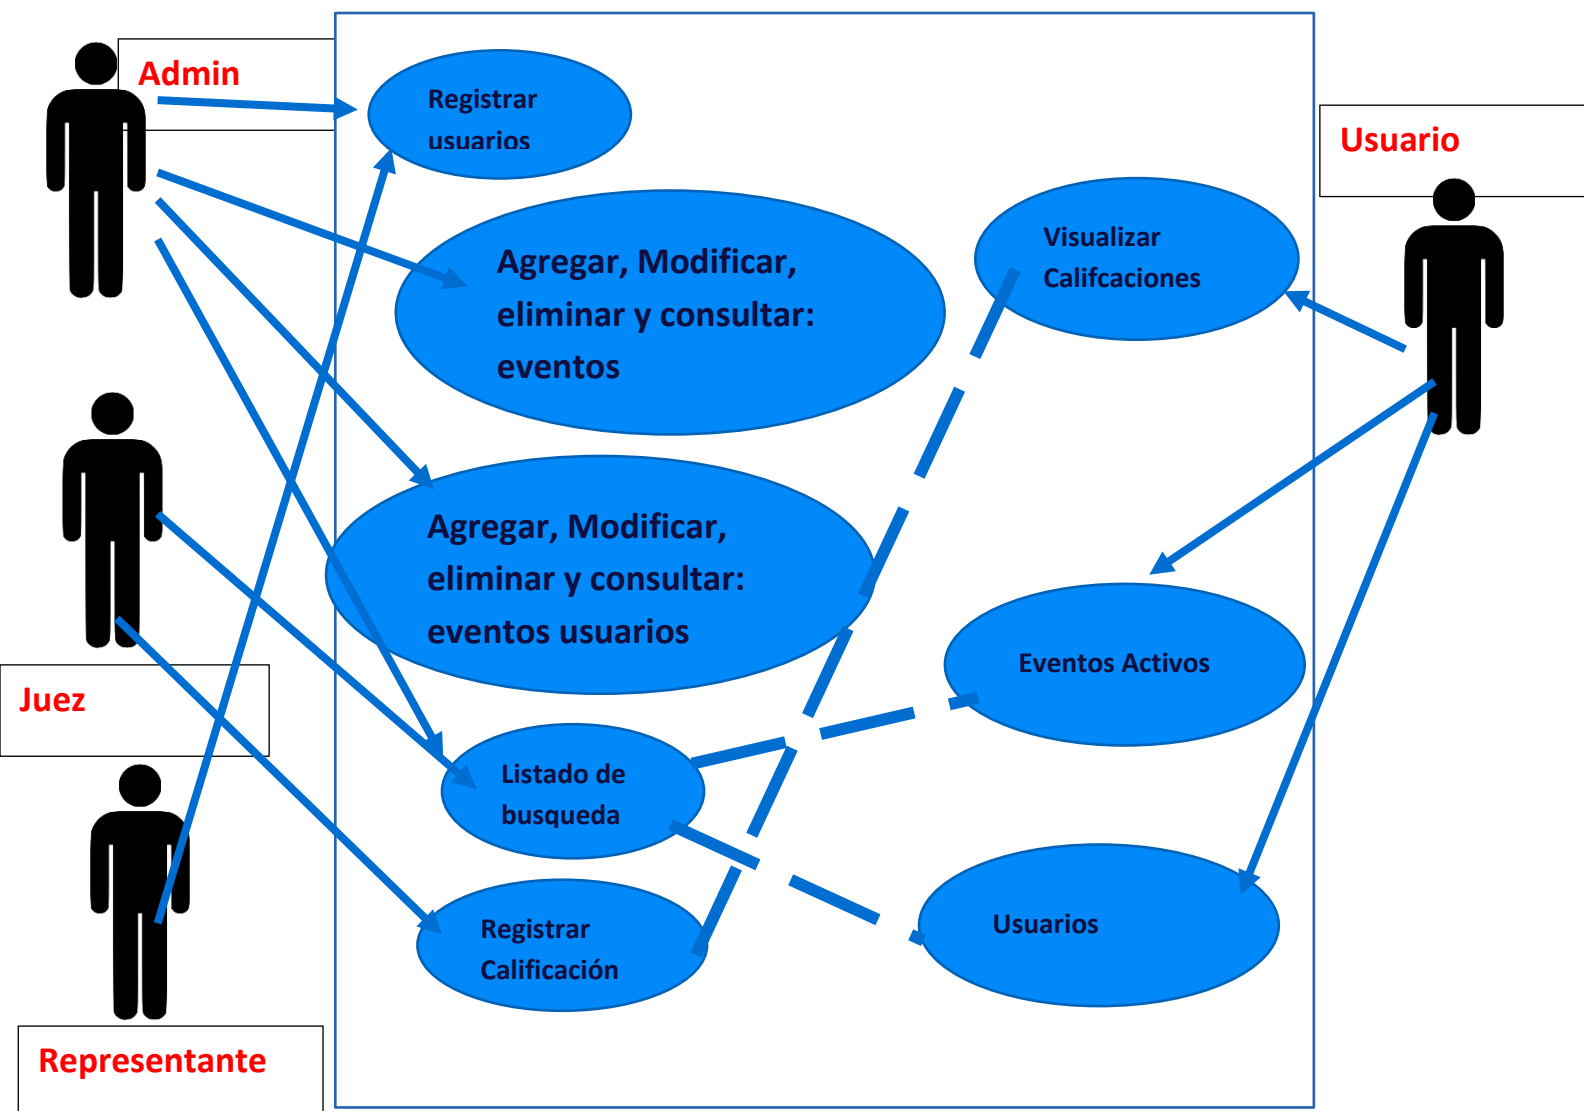 Admin
Registrar
usuarios
Usuario
Agregar, Modificar,
eliminar y consultar:
eventos
Visualizar
Califcaciones
Agregar, Modificar,
eliminar y consultar:
eventos usuarios
Eventos Activos
Juez
Listado de
busqueda
Registrar
Calificación
Usuarios
Representante